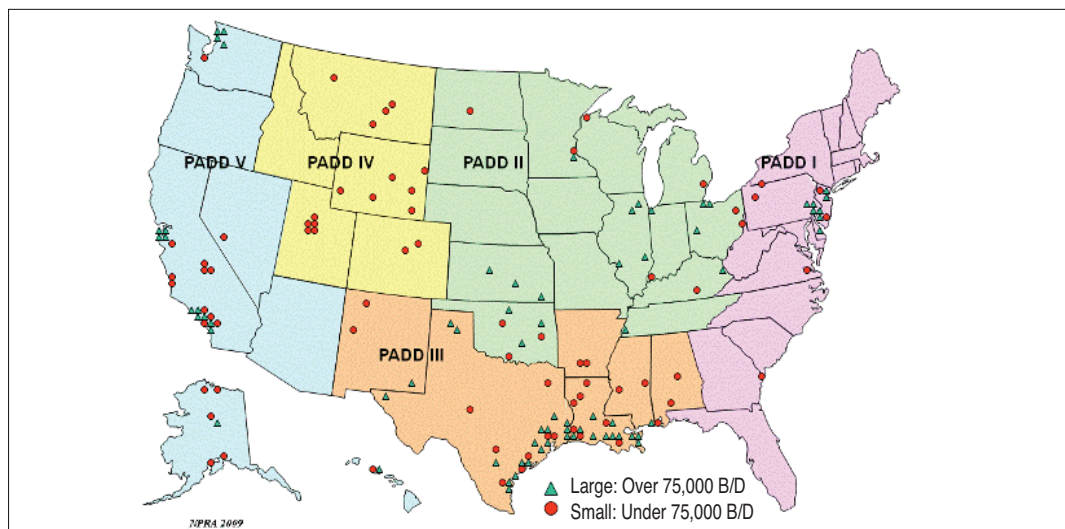 PADD V
PADD IV
PADD II
PADD I
PADD III
Large: Over 75,000 B/D
Small: Under 75,000 B/D
NPRA 2009